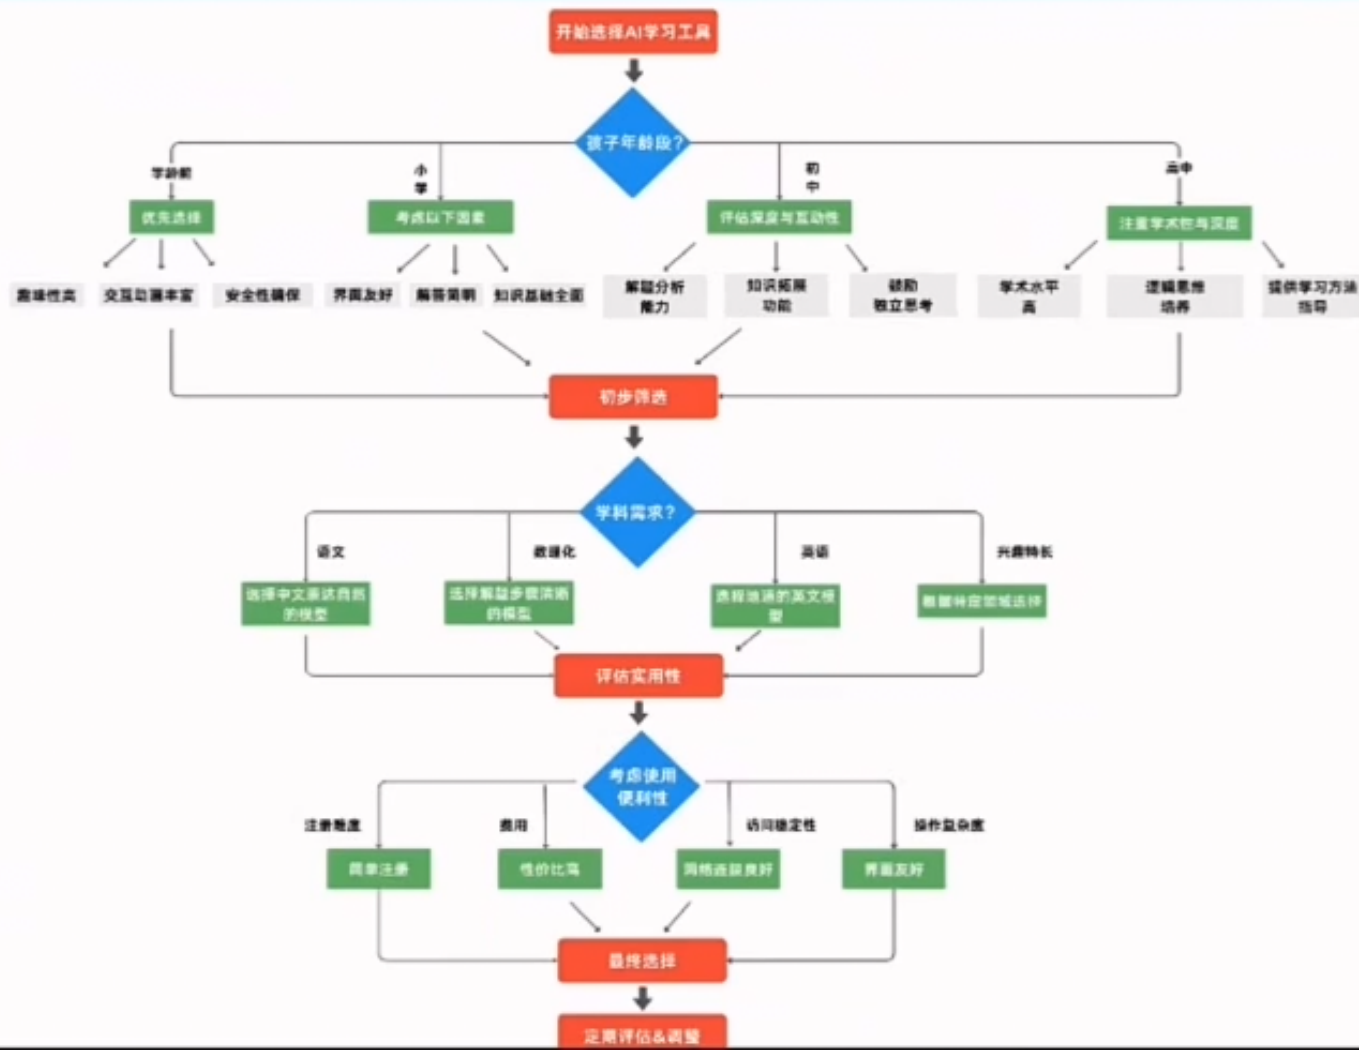 开始选择AI学习工具
孩子年龄段?
学龄前
小
学
初
中
高中
优先选择
考虑以下因素
评估深度与互动性
注重学术性与深度
趣味性高
交互动画丰富
安全性确保
界面友好
解答简明
知识基础全面
解题分析
能力
知识拓展
功能
鼓励
独立思考
学术水平
高
逻辑思维
培养
提供学习方法
指导
初步筛选
学科需求?
语文
数理化
英语
兴趣特长
选择中文表达自然
的模型
选择解题步骤清晰
的模型
选择地道的英文模
型
根据特定领域选择
评估实用性
考虑使用
便利性
注册难度
费用
访问稳定性
操作复杂度
简单注册
性价比高
网络连接良好
界面友好
最终选择
定期评估&调整